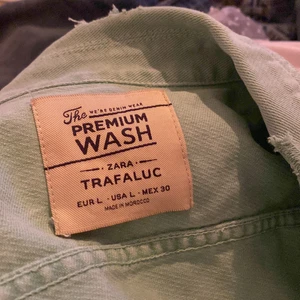 The WE'RE DENIM WEAR
PREMIUM
WASH
· ZARA ·
TRAFALUC
EUR L · USA L · MEX 30
MADE IN MOROCCO